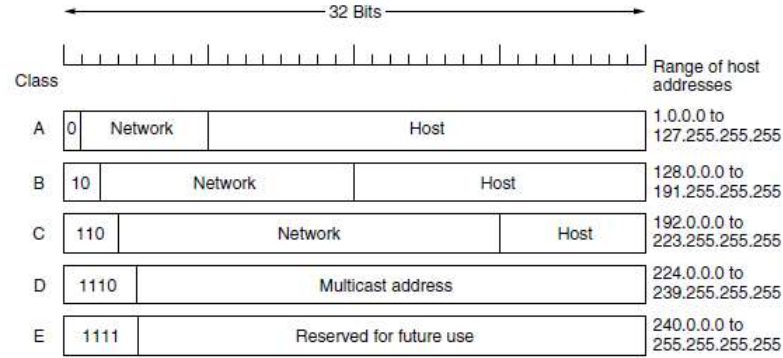 32 Bits
Class
Range of host
addresses
A 0 Network Host 1.0.0.0 to
127.255.255.255
B 10 Network Host 128.0.0.0 to
191.255.255.255
C 110 Network Host 192.0.0.0 to
223.255.255.255
D 1110 Multicast address 224.0.0.0 to
239.255.255.255
E 1111 Reserved for future use 240.0.0.0 to
255.255.255.255